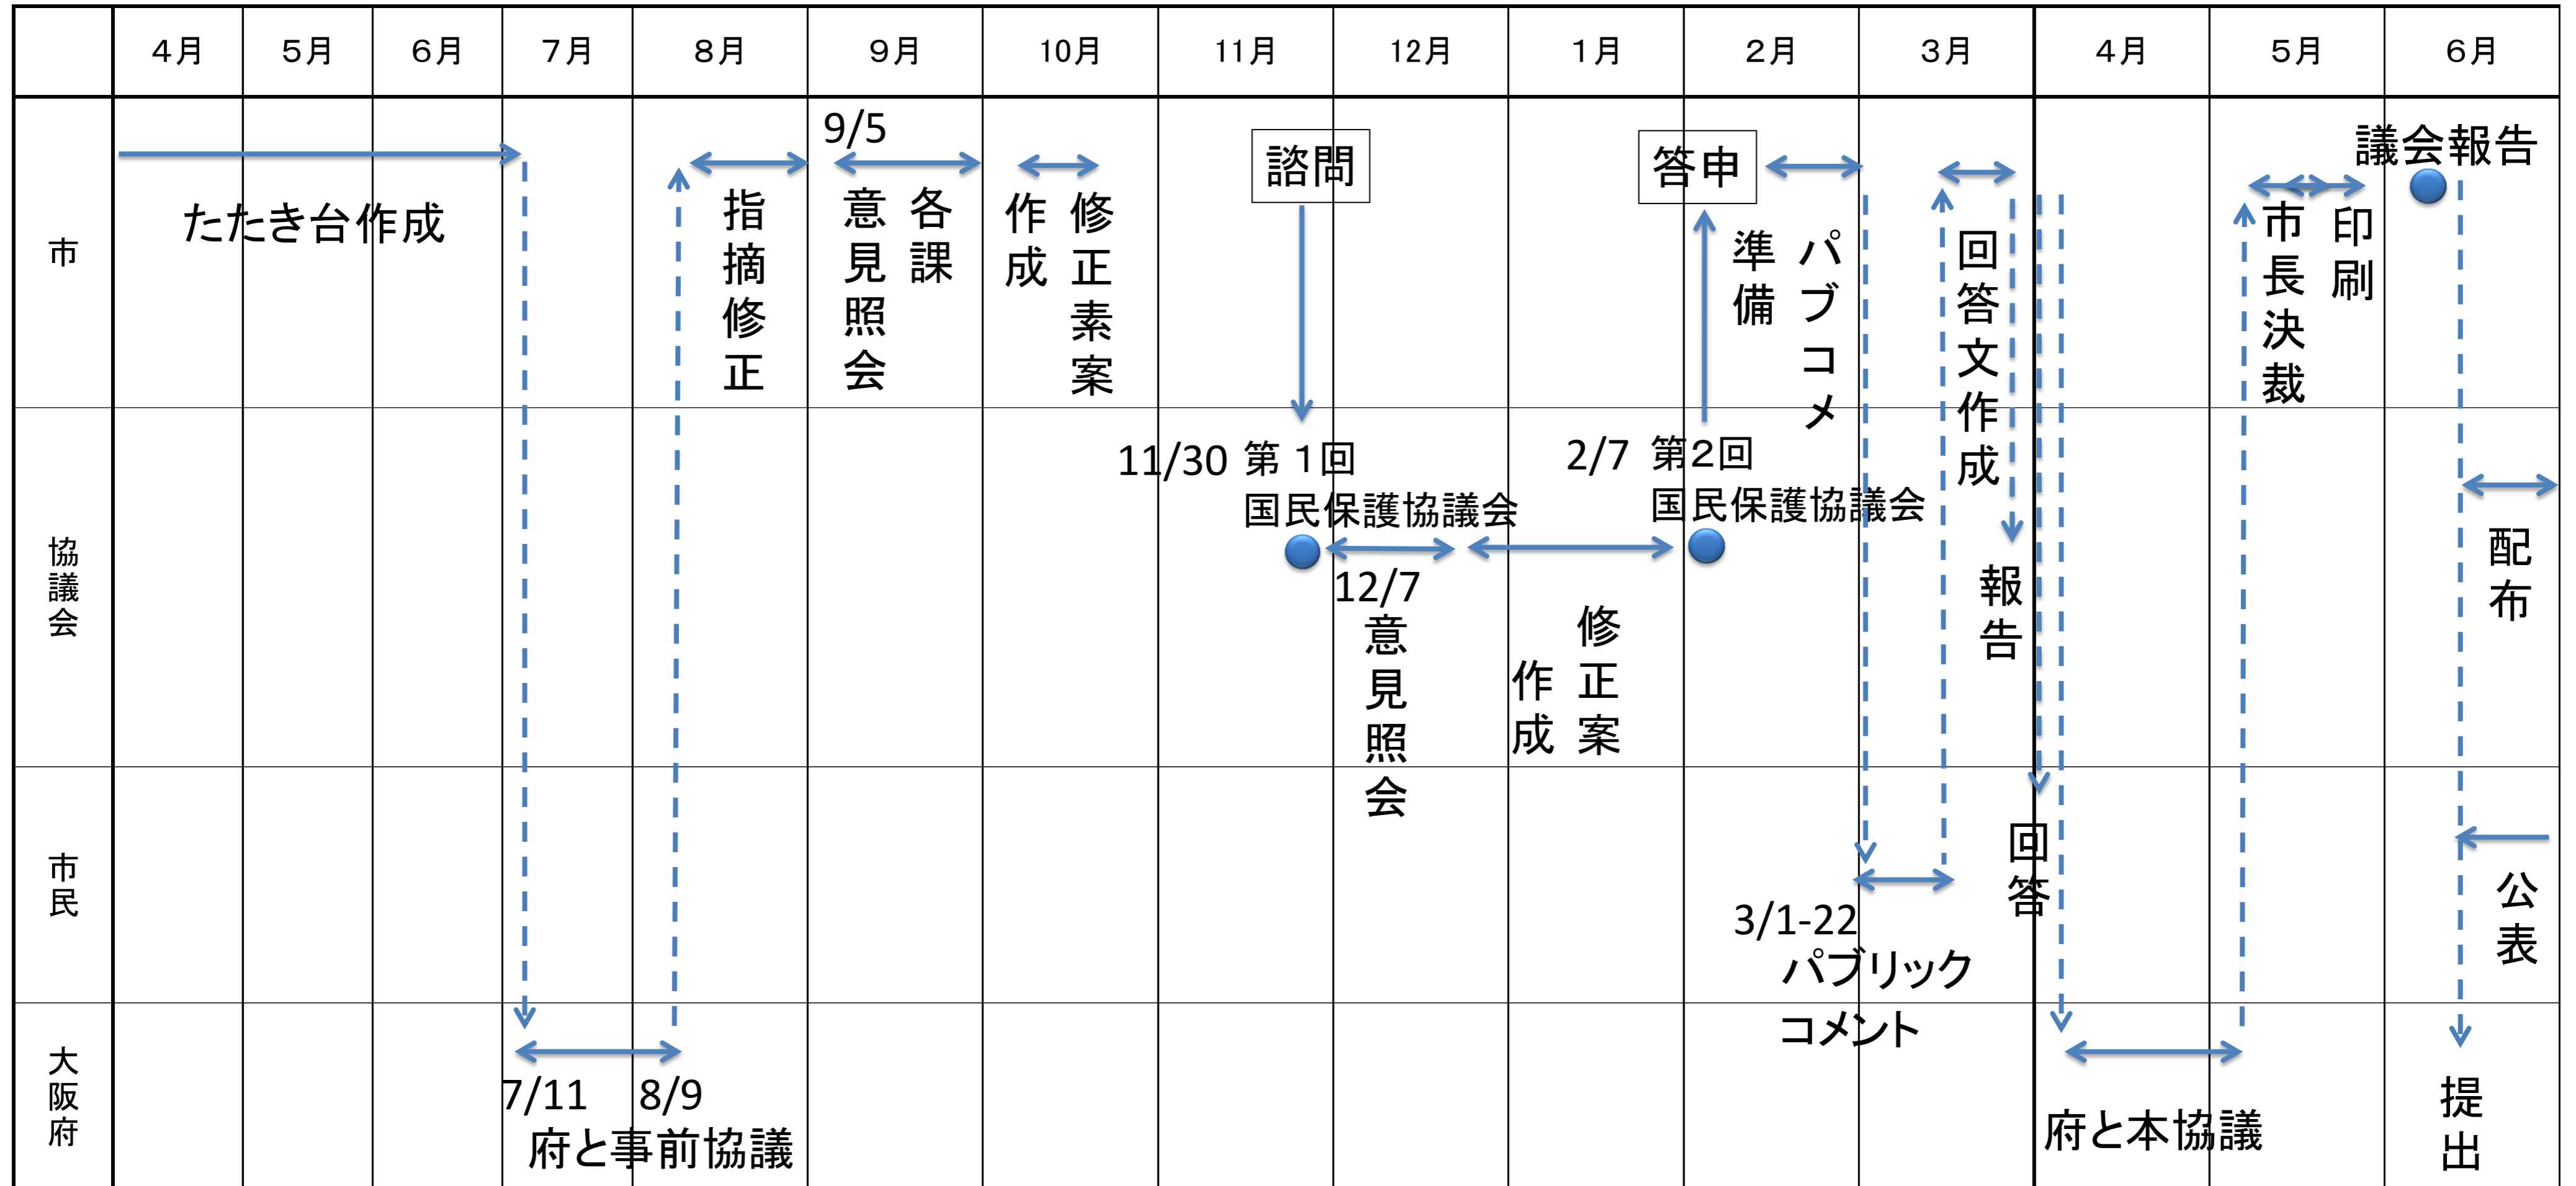 4月 5月 6月 7月 8月 9月 10月 11月 12月 1月 2月 3月 4月 5月 6月
市
たたき台作成
指摘修正
9/5
各課
意見照会
修正素案
作成
諮問
答申
パブコメ
準備
回答文作成
市長決裁
印刷
議会報告
協議会
11/30 第1回
国民保護協議会
12/7
意見照会
修正案
作成
2/7 第2回
国民保護協議会
報告
配布
市民
3/1-22
パブリック
コメント
回答
公表
大阪府
7/11 8/9
府と事前協議
府と本協議
提出